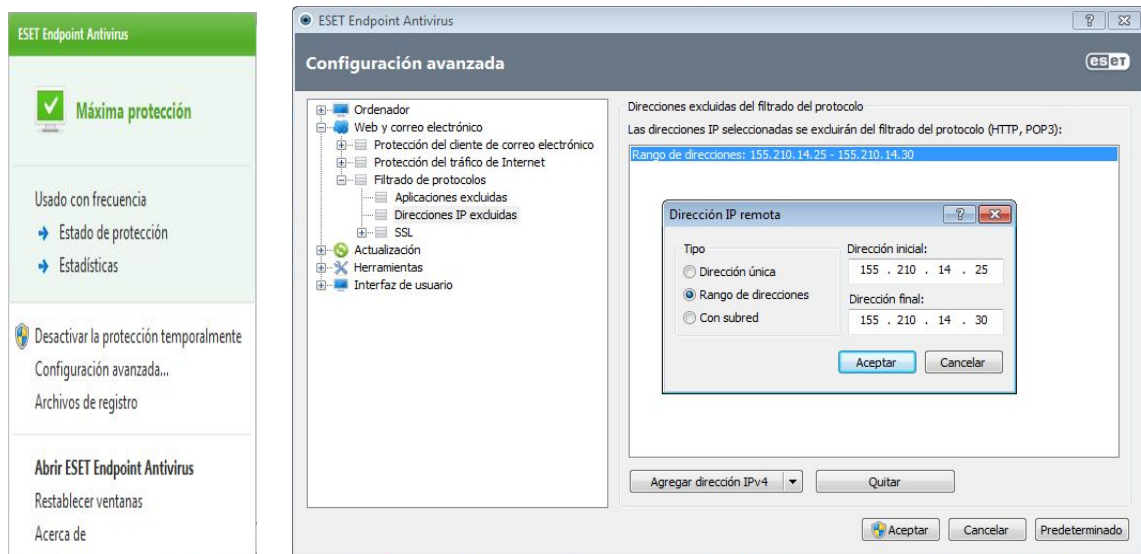 ESET Endpoint Antivirus
Máxima protección
Usado con frecuencia
Estado de protección
Estadísticas
Desactivar la protección temporalmente
Configuración avanzada...
Archivos de registro
Abrir ESET Endpoint Antivirus
Restablecer ventanas
Acerca de
ESET Endpoint Antivirus
Configuración avanzada
eset
Ordenador
Web y correo electrónico
Protección del cliente de correo electrónico
Protección del tráfico de Internet
Filtrado de protocolos
Aplicaciones excluidas
Direcciones IP excluidas
SSL
Actualización
Herramientas
Interfaz de usuario
Direcciones excluidas del filtrado del protocolo
Las direcciones IP seleccionadas se excluirán del filtrado del protocolo (HTTP, POP3):
Rango de direcciones: 155.210.14.25 - 155.210.14.30
Dirección IP remota
Tipo
Dirección única
Rango de direcciones
Con subred
Dirección inicial:
155 . 210 . 14 . 25
Dirección final:
155 . 210 . 14 . 30
Aceptar Cancelar
Agregar dirección IPv4 Quitar
Aceptar Cancelar Predeterminado